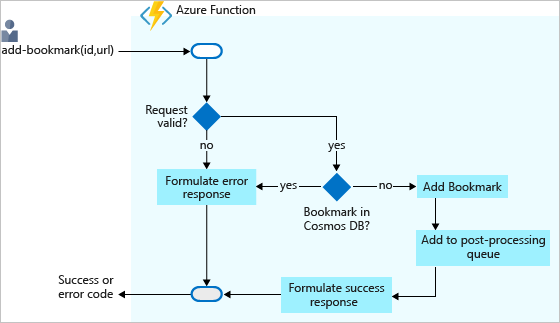 Azure Function
add-bookmark(id,url)
Request
valid?
no
yes
Formulate error
response
yes
no
Add Bookmark
Bookmark in
Cosmos DB?
Add to post-processing
queue
Success or
error code
Formulate success
response